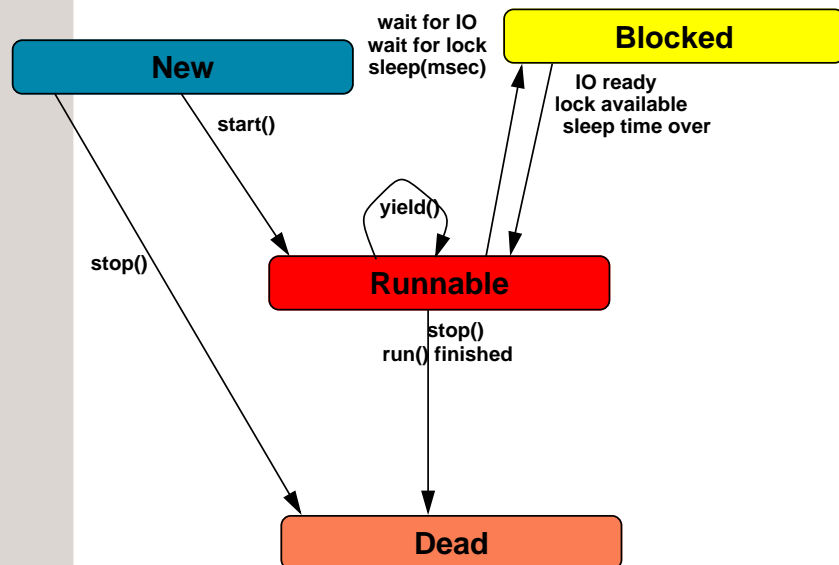 wait for IO
wait for lock
sleep(msec)
Blocked
New
IO ready
lock available
sleep time over
start()
yield()
stop()
Runnable
stop()
run() finished
Dead